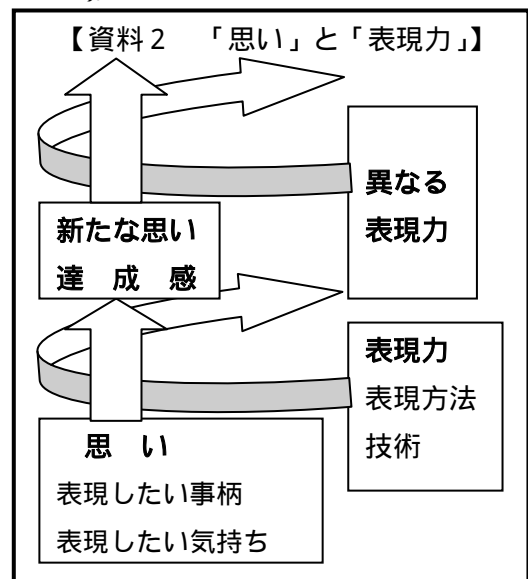 【資料２　「思い」と「表現力」】
異なる
表現力
新たな思い
達　成　感
表現力
表現方法
技術
思　い
表現したい事柄
表現したい気持ち